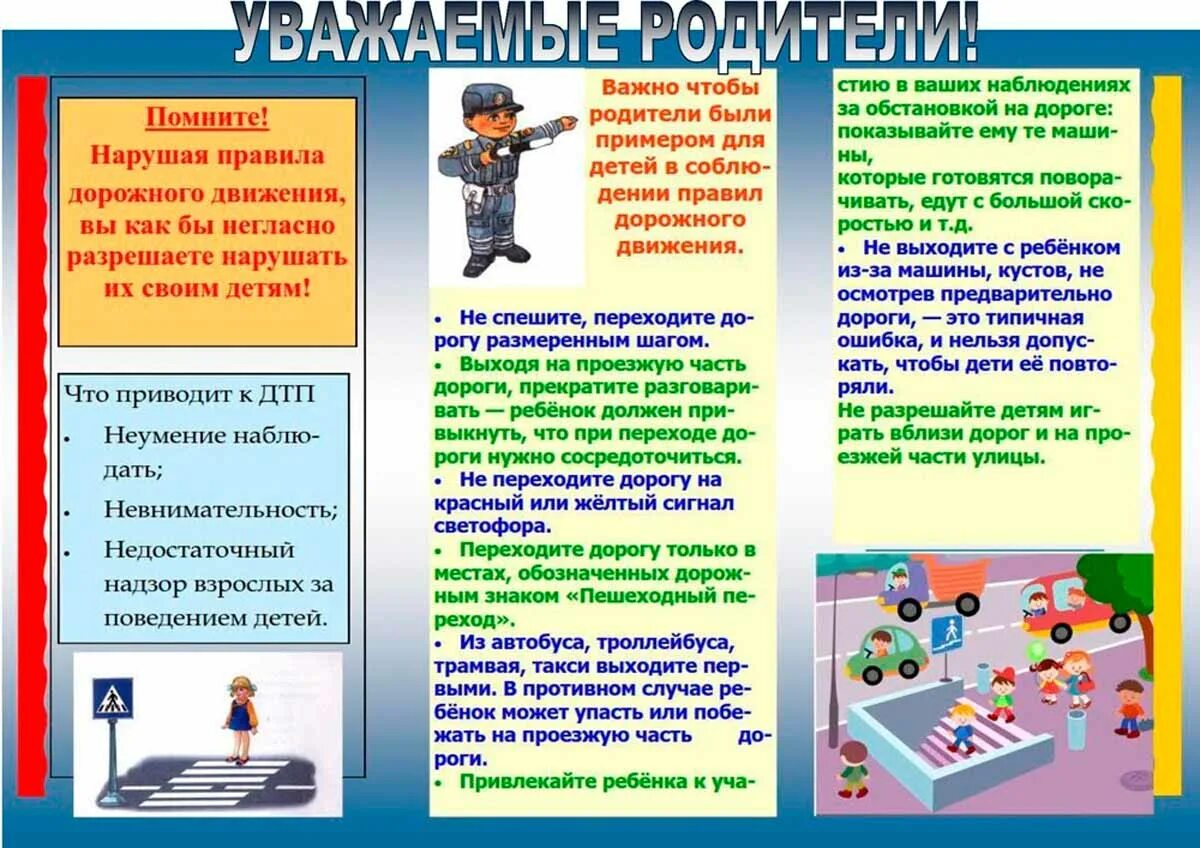 УВАЖАЕМЫЕ РОДИТЕЛИ!
Помните!
Нарушая правила
дорожного движения,
вы как бы негласно
разрешаете нарушать
их своим детям!
Что приводит к ДТП
• Неумение наблю-
дать;
• Невнимательность;
• Недостаточный
надзор взрослых за
поведением детей.
Важно чтобы
родители были
примером для
детей в соблю-
дении правил
дорожного
движения.
• Не спешите, переходите до-
рогу размеренным шагом.
• Выходя на проезжую часть
дороги, прекратите разговари-
вать — ребёнок должен при-
выкнуть, что при переходе до-
роги нужно сосредоточиться.
• Не переходите дорогу на
красный или жёлтый сигнал
светофора.
• Переходите дорогу только в
местах, обозначенных дорож-
ным знаком «Пешеходный пе-
реход».
• Из автобуса, троллейбуса,
трамвая, такси выходите пер-
выми. В противном случае ре-
бёнок может упасть или побе-
жать на проезжую часть до-
роги.
• Привлекайте ребёнка к уча-
стию в ваших наблюдениях
за обстановкой на дороге:
показывайте ему те маши-
ны,
которые готовятся повора-
чивать, едут с большой ско-
ростью и т.д.
• Не выходите с ребёнком
из-за машины, кустов, не
осмотрев предварительно
дороги, — это типичная
ошибка, и нельзя допус-
кать, чтобы дети её повто-
ряли.
Не разрешайте детям иг-
рать вблизи дорог и на про-
езжей части улицы.